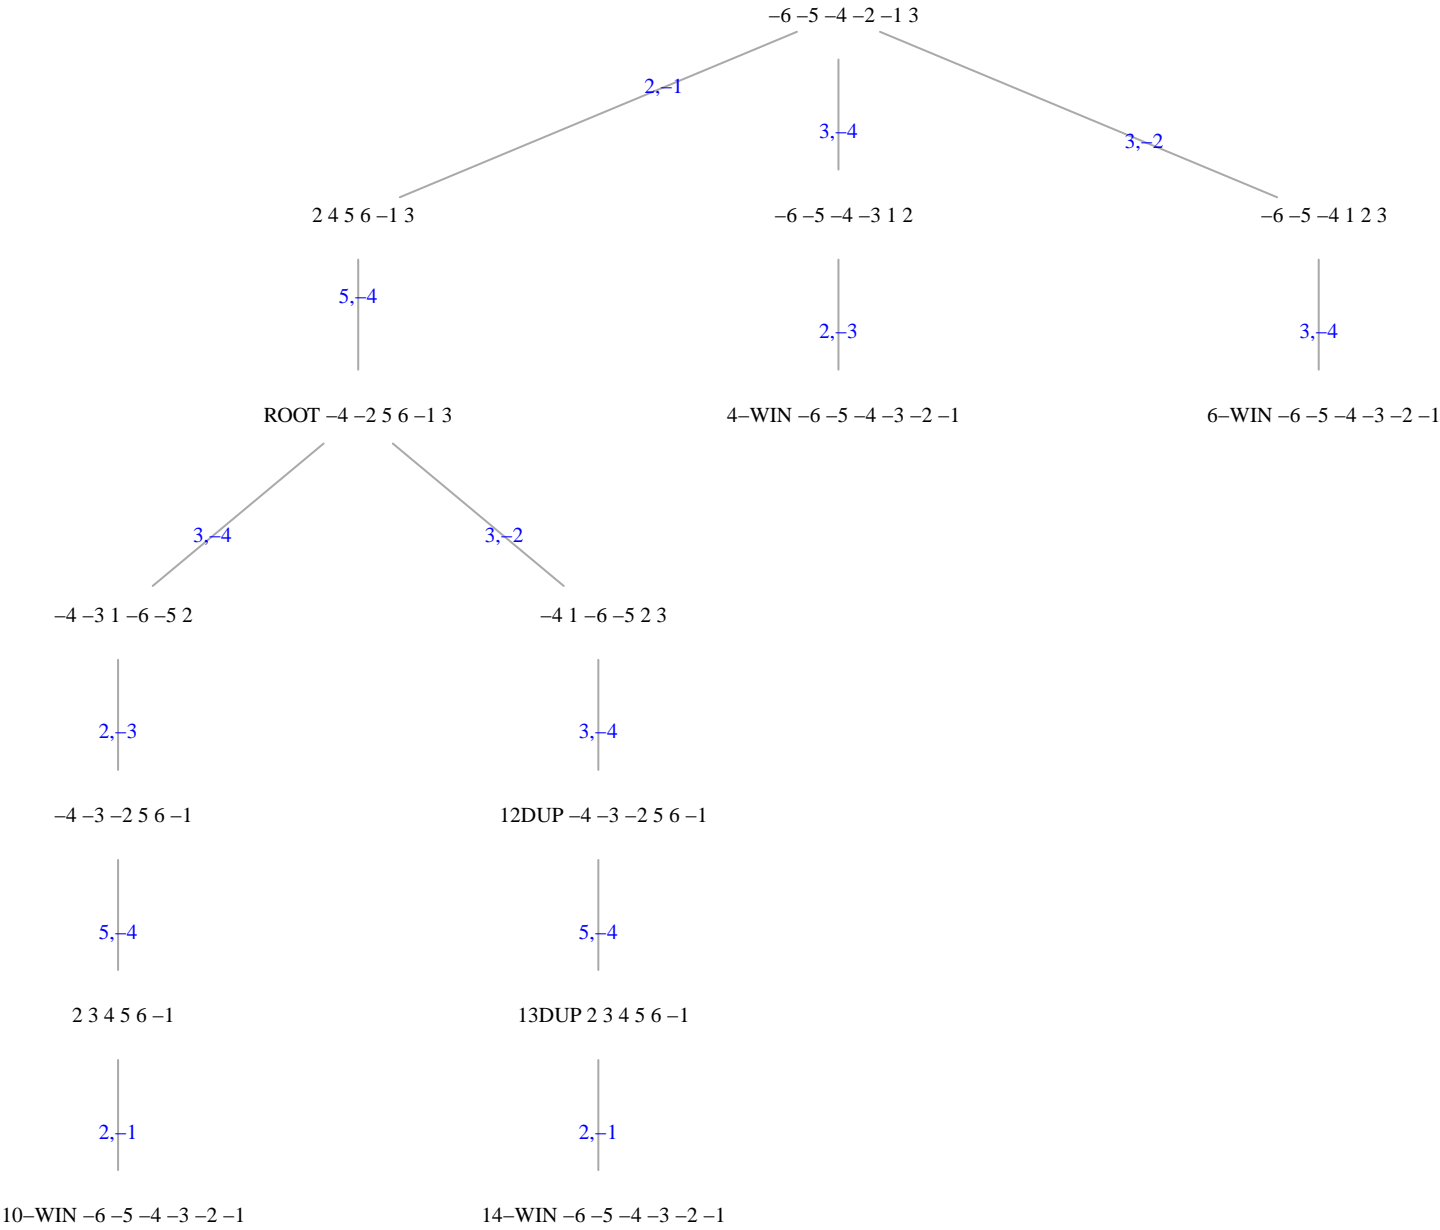 −6 −5 −4 −2 −1 3
2,−1
3,−4
3,−2
2 4 5 6 −1 3
−6 −5 −4 −3 1 2
−6 −5 −4 1 2 3
5,−4
2,−3
3,−4
ROOT −4 −2 5 6 −1 3
4−WIN −6 −5 −4 −3 −2 −1
6−WIN −6 −5 −4 −3 −2 −1
3,−4
3,−2
−4 −3 1 −6 −5 2
−4 1 −6 −5 2 3
2,−3
3,−4
−4 −3 −2 5 6 −1
12DUP −4 −3 −2 5 6 −1
5,−4
5,−4
2 3 4 5 6 −1
13DUP 2 3 4 5 6 −1
2,−1
2,−1
10−WIN −6 −5 −4 −3 −2 −1
14−WIN −6 −5 −4 −3 −2 −1